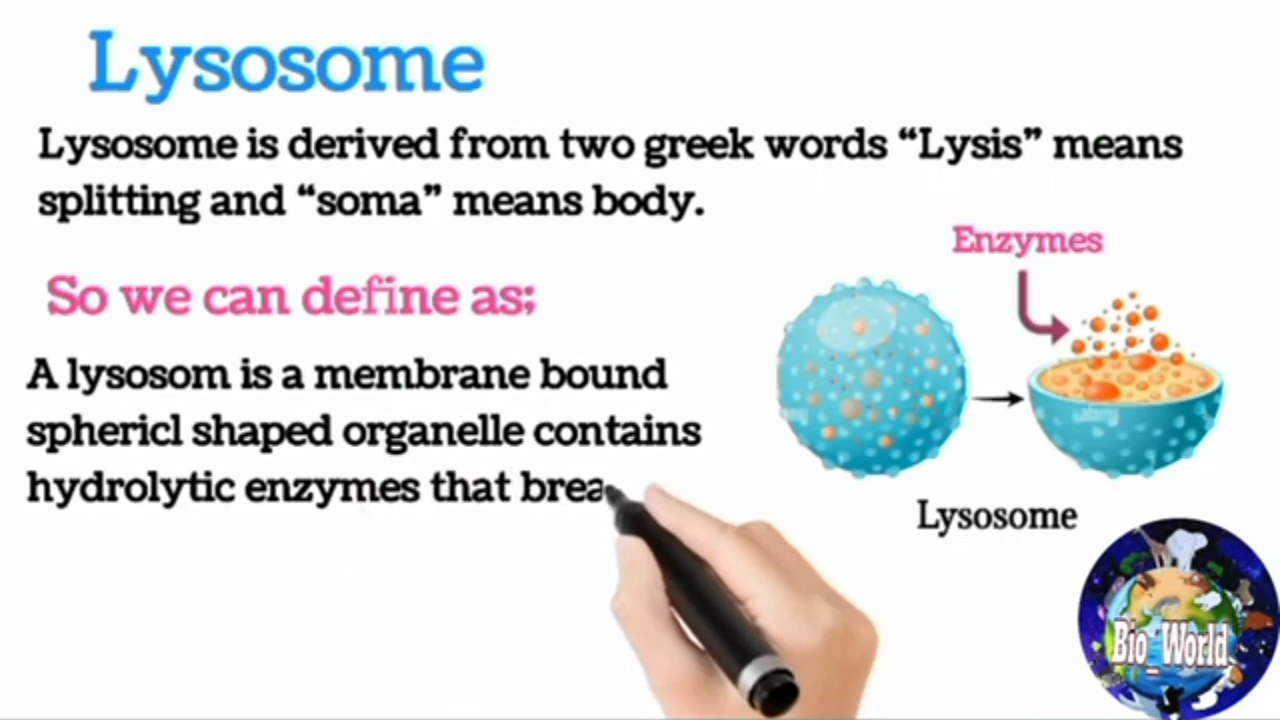 Lysosome
Lysosome is derived from two greek words “Lysis” means
splitting and “soma” means body.
Enzymes
So we can define as;
A lysosom is a membrane bound
sphericl shaped organelle contains
hydrolytic enzymes that brea
Lysosome
Bio_World